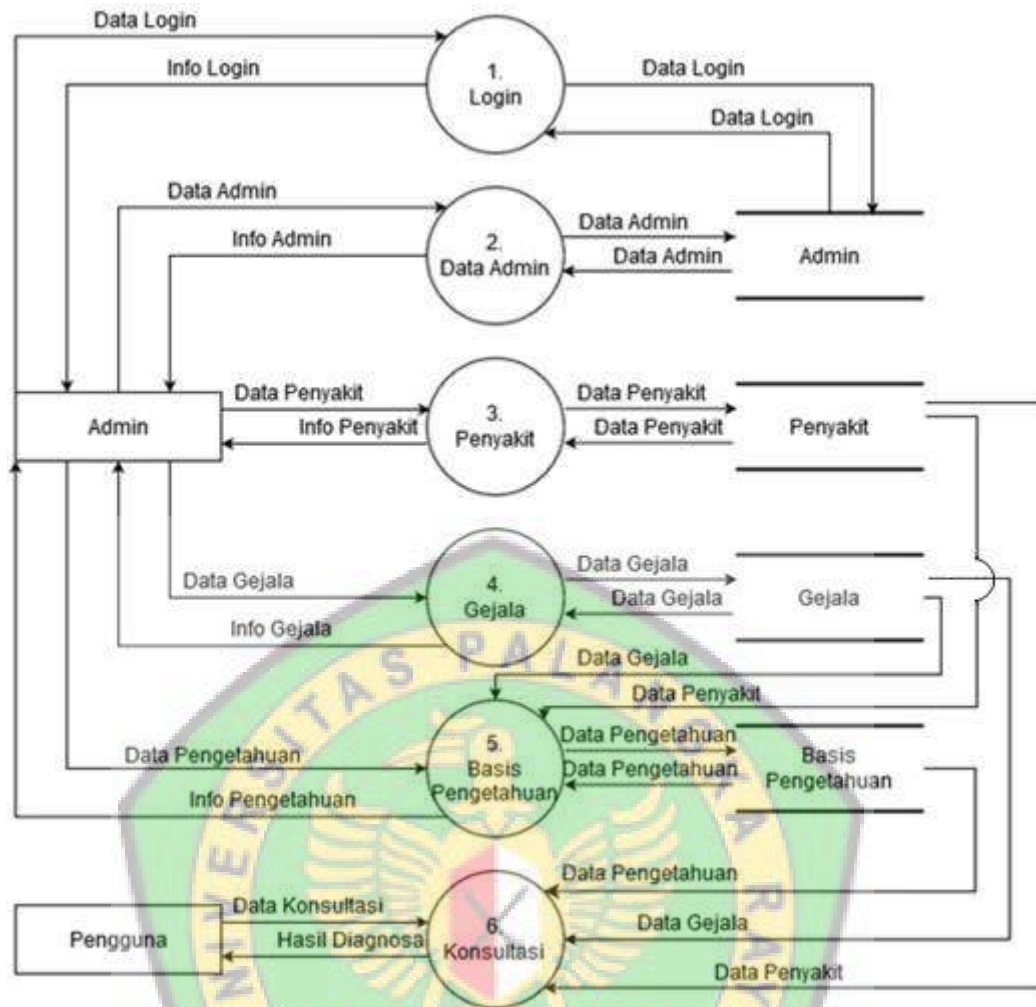 Data Login
Info Login
1.
Login
Data Login
Data Login
Data Admin
Info Admin
2.
Data Admin
Data Admin
Data Admin
Admin
Admin
Data Penyakit
Info Penyakit
3.
Penyakit
Data Penyakit
Data Penyakit
Penyakit
Data Gejala
Info Gejala
4.
Gejala
Data Gejala
Data Gejala
Gejala
Data Gejala
Data Penyakit
Data Pengetahuan
Info Pengetahuan
5.
Basis
Pengetahuan
Data Pengetahuan
Data Pengetahuan
Basis
Pengetahuan
Pengguna
Data Konsultasi
Hasil Diagnosa
6.
Konsultasi
Data Pengetahuan
Data Gejala
Data Penyakit